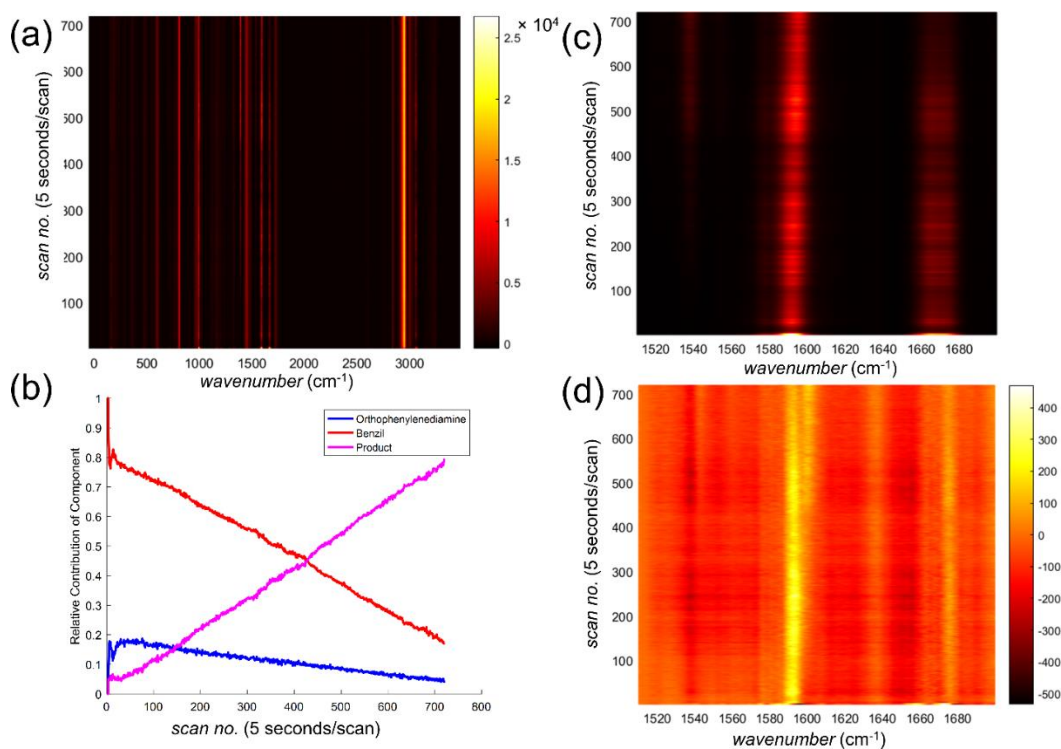 (a)
× 10⁴
700
600
500
400
300
200
100
scan no. (5 seconds/scan)
0 500 1000 1500 2000 2500 3000
wavenumber (cm⁻¹)
2.5
2
1.5
1
0.5
0
(b)
1
0.9
0.8
0.7
0.6
0.5
0.4
0.3
0.2
0.1
0
Relative Contribution of Component
Orthophenylenediamine
Benzil
Product
0 100 200 300 400 500 600 700 800
scan no. (5 seconds/scan)
(c)
700
600
500
400
300
200
100
scan no. (5 seconds/scan)
1520 1540 1560 1580 1600 1620 1640 1660 1680
wavenumber (cm⁻¹)
(d)
700
600
500
400
300
200
100
scan no. (5 seconds/scan)
1520 1540 1560 1580 1600 1620 1640 1660 1680
wavenumber (cm⁻¹)
400
300
200
100
0
-100
-200
-300
-400
-500